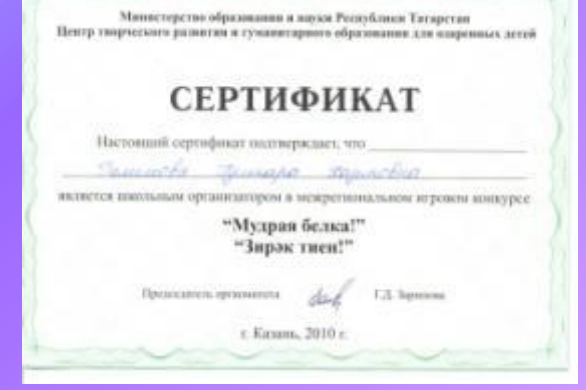 Министерство образования и науки Республики Татарстан
Центр творческого развития и гуманитарного образования для одаренных детей
СЕРТИФИКАТ
Настоящий сертификат подтверждает, что
является школьным организатором в межрегиональном игровом конкурсе
“Мудрая белка!”
“Зирәк тиен!”
Председатель оргкомитета Г.Д. Зарипова
г. Казань, 2010 г.